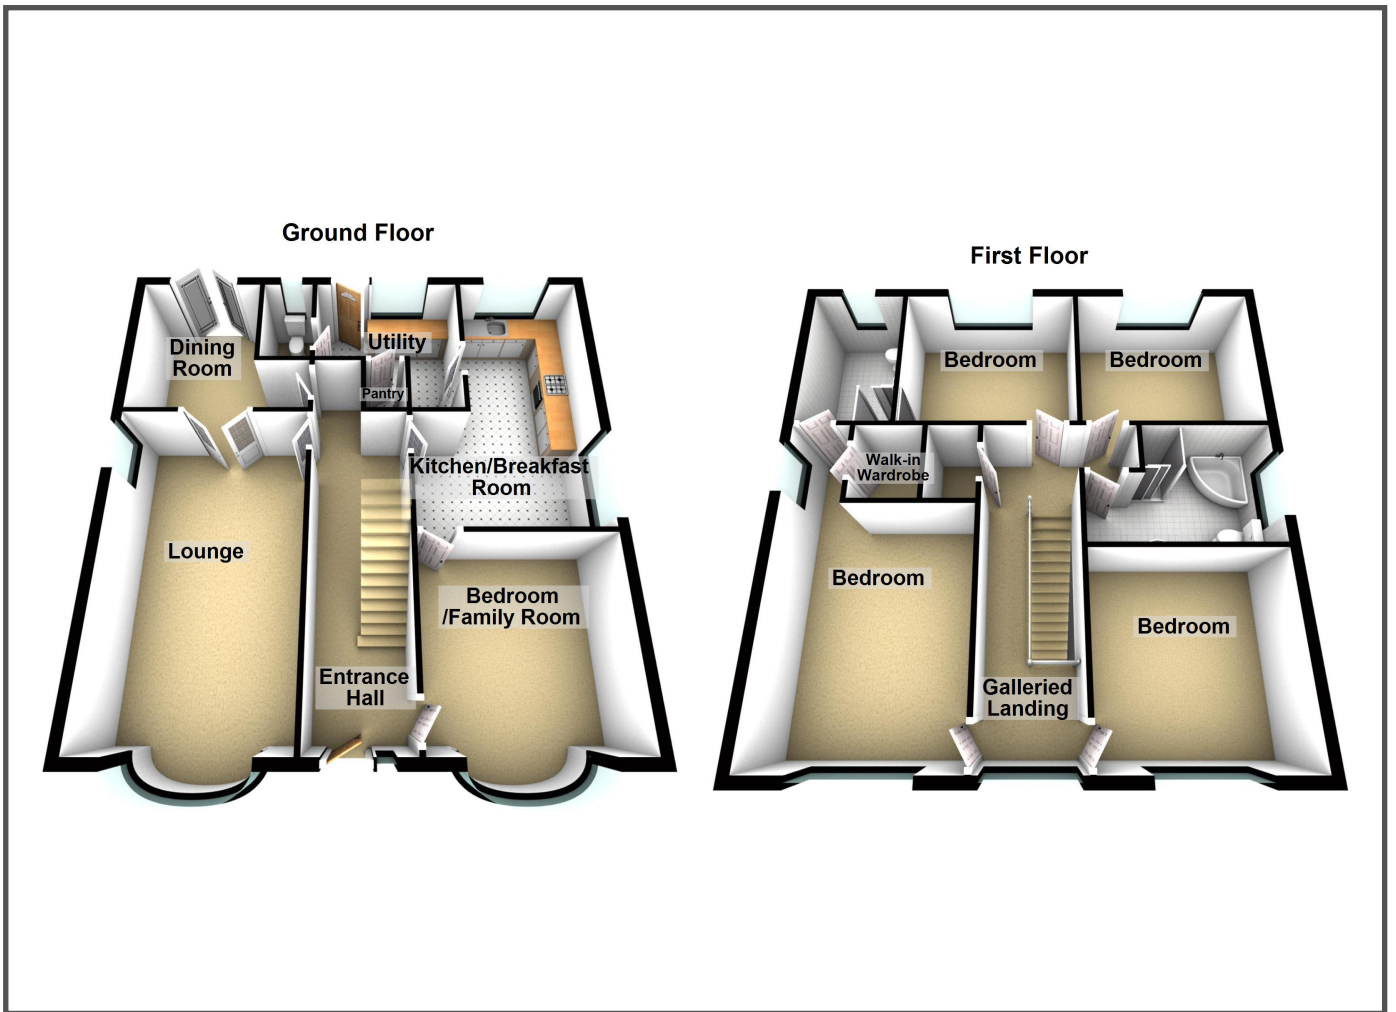 Ground Floor
Dining
Room
Utility
Pantry
Kitchen/Breakfast
Room
Lounge
Bedroom
/Family Room
Entrance
Hall
First Floor
Bedroom
Bedroom
Walk-in
Wardrobe
Bedroom
Bedroom
Galleried
Landing